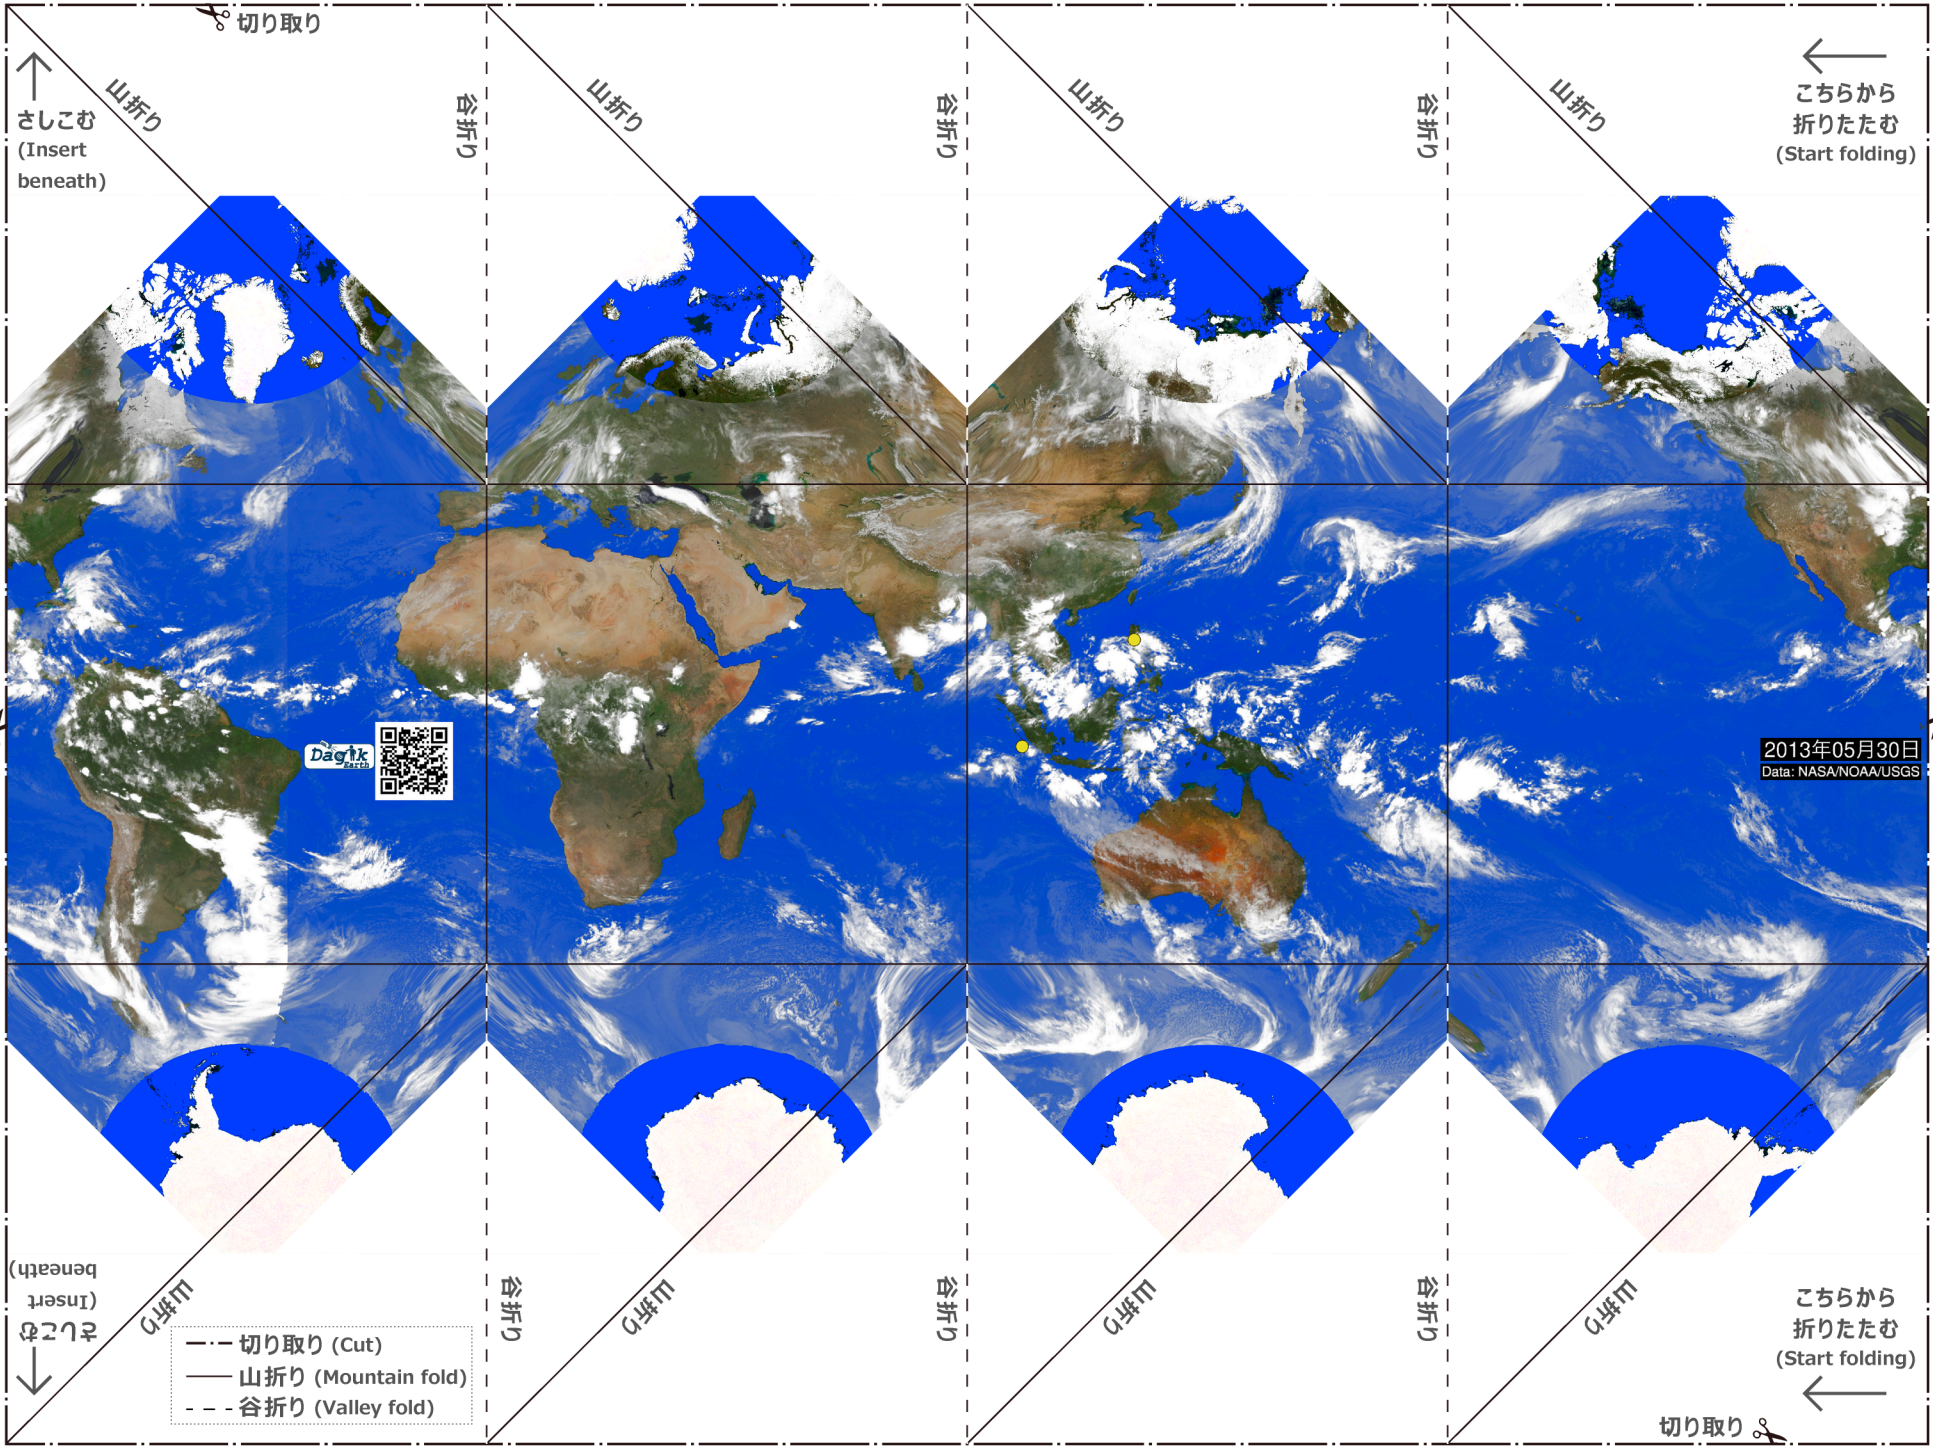 切り取り
山折り
谷折り
山折り
谷折り
山折り
谷折り
山折り
さしこむ
(Insert
beneath)
こちらから
折りたたむ
(Start folding)
Dagik
Earth
2013年05月30日
Data: NASA/NOAA/USGS
さしこむ
(Insert
beneath)
山折り
谷折り
山折り
谷折り
山折り
谷折り
山折り
こちらから
折りたたむ
(Start folding)
切り取り (Cut)
山折り (Mountain fold)
谷折り (Valley fold)
切り取り